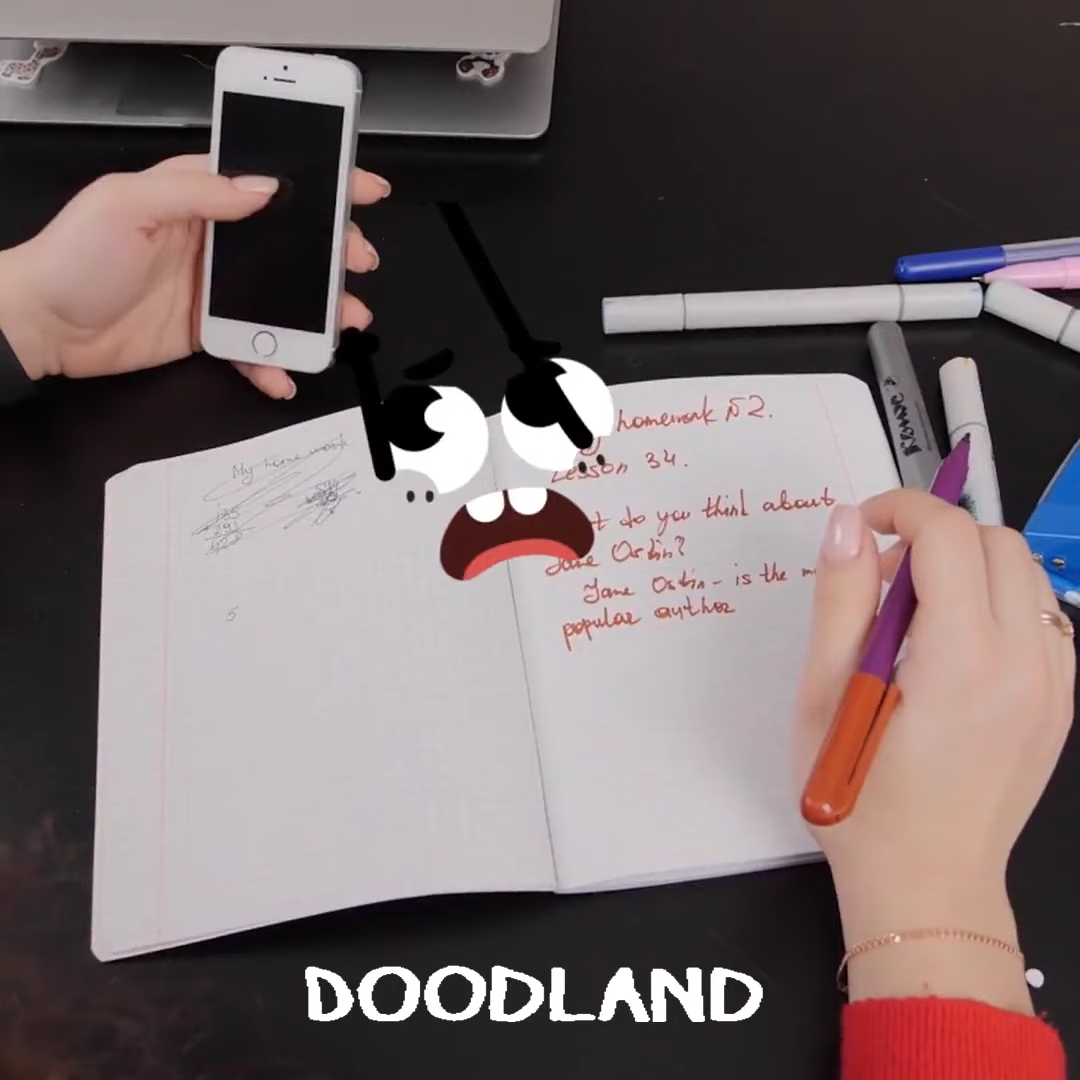 My home work
5
homework №2.
Lesson 34.
do you think about
Jane Ostin?
Jane Ostin - is the
popular author
DOODLAND